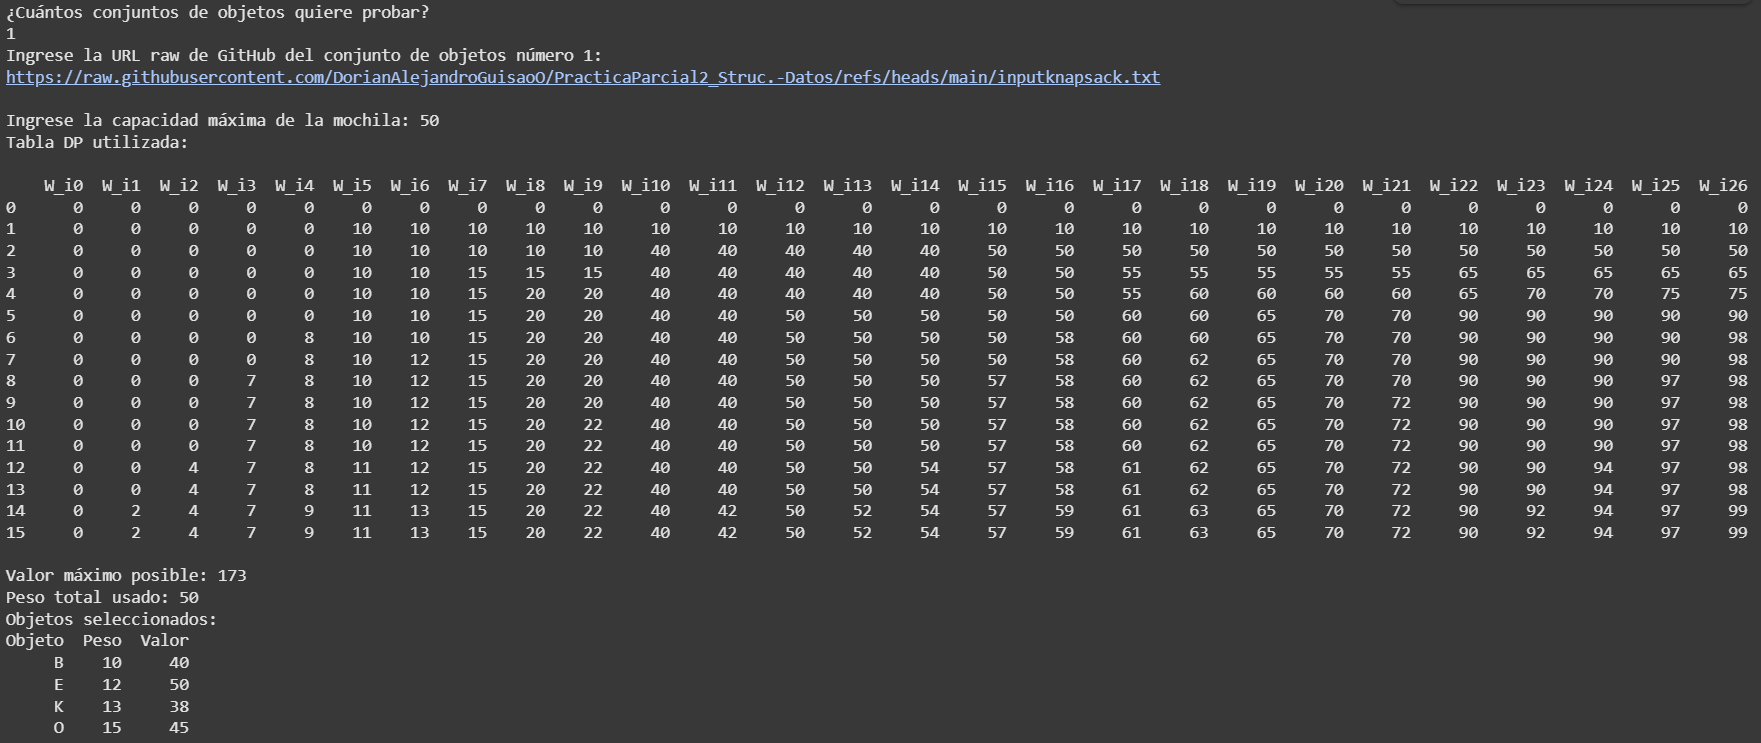 ¿Cuántos conjuntos de objetos quiere probar?
1
Ingrese la URL raw de GitHub del conjunto de objetos número 1:
https://raw.githubusercontent.com/DorianAlejandroGuisaoO/PracticaParcial2_Struc.-Datos/refs/heads/main/inputknapsack.txt
Ingrese la capacidad máxima de la mochila: 50
Tabla DP utilizada:
W_i0 W_i1 W_i2 W_i3 W_i4 W_i5 W_i6 W_i7 W_i8 W_i9 W_i10 W_i11 W_i12 W_i13 W_i14 W_i15 W_i16 W_i17 W_i18 W_i19 W_i20 W_i21 W_i22 W_i23 W_i24 W_i25 W_i26
0 0 0 0 0 0 0 0 0 0 0 0 0 0 0 0 0 0 0 0 0 0 0 0 0 0 0 0
1 0 0 0 0 0 10 10 10 10 10 10 10 10 10 10 10 10 10 10 10 10 10 10 10 10 10 10
2 0 0 0 0 0 10 10 10 10 10 40 40 40 40 40 50 50 50 50 50 50 50 50 50 50 50 50
3 0 0 0 0 0 10 10 15 15 15 40 40 40 40 40 50 50 55 55 55 55 55 65 65 65 65 65
4 0 0 0 0 0 10 10 15 20 20 40 40 40 40 40 50 50 55 60 60 60 60 65 70 70 75 75
5 0 0 0 0 0 10 10 15 20 20 40 40 50 50 50 50 50 60 60 65 70 70 90 90 90 90 90
6 0 0 0 0 8 10 10 15 20 20 40 40 50 50 50 50 58 60 60 65 70 70 90 90 90 90 98
7 0 0 0 0 8 10 12 15 20 20 40 40 50 50 50 50 58 60 62 65 70 70 90 90 90 90 98
8 0 0 0 7 8 10 12 15 20 20 40 40 50 50 50 57 58 60 62 65 70 70 90 90 90 97 98
9 0 0 0 7 8 10 12 15 20 20 40 40 50 50 50 57 58 60 62 65 70 72 90 90 90 97 98
10 0 0 0 7 8 10 12 15 20 22 40 40 50 50 50 57 58 60 62 65 70 72 90 90 90 97 98
11 0 0 0 7 8 10 12 15 20 22 40 40 50 50 50 57 58 60 62 65 70 72 90 90 90 97 98
12 0 0 4 7 8 11 12 15 20 22 40 40 50 50 54 57 58 61 62 65 70 72 90 90 94 97 98
13 0 0 4 7 8 11 12 15 20 22 40 40 50 50 54 57 58 61 62 65 70 72 90 90 94 97 98
14 0 2 4 7 9 11 13 15 20 22 40 42 50 52 54 57 59 61 63 65 70 72 90 92 94 97 99
15 0 2 4 7 9 11 13 15 20 22 40 42 50 52 54 57 59 61 63 65 70 72 90 92 94 97 99
Valor máximo posible: 173
Peso total usado: 50
Objetos seleccionados:
Objeto Peso Valor
B 10 40
E 12 50
K 13 38
O 15 45